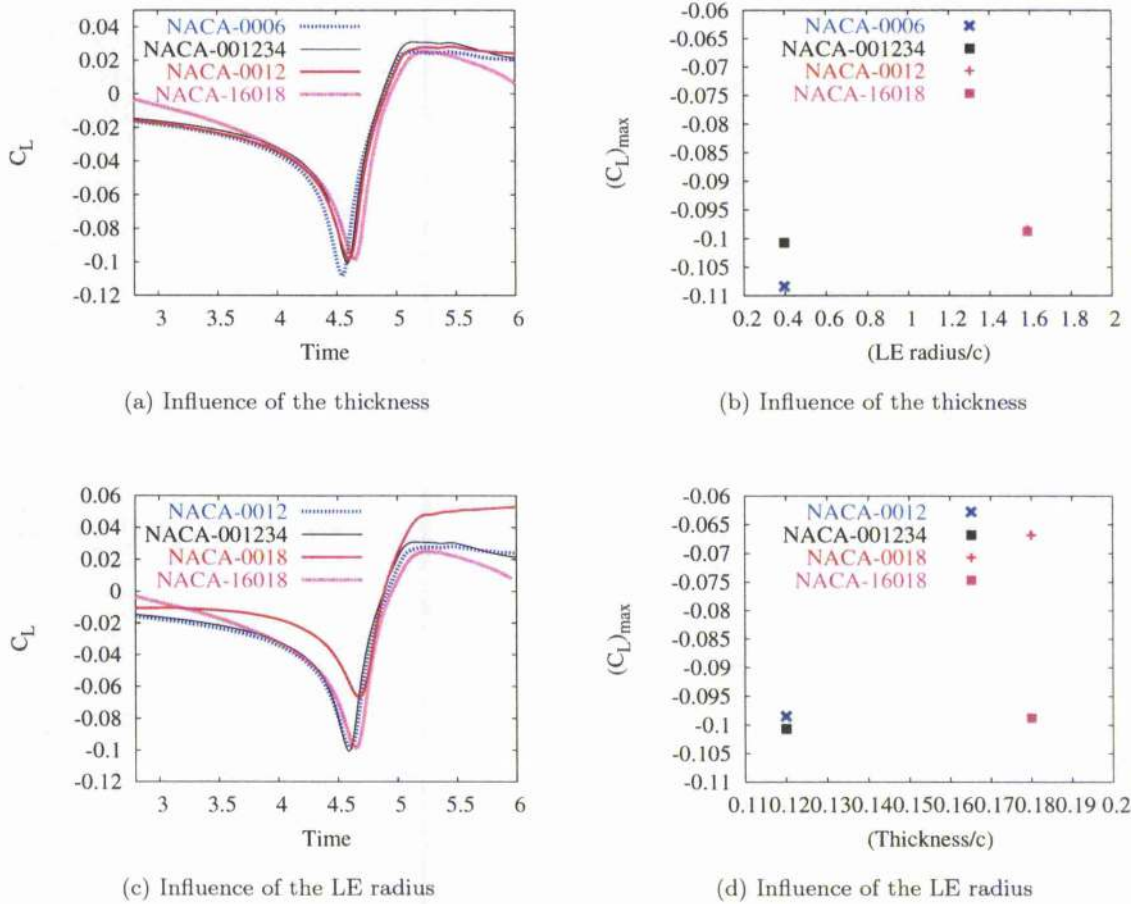 0.04
0.02
0
-0.02
-0.04
-0.06
-0.08
-0.1
-0.12
C_L
NACA-0006
NACA-001234
NACA-0012
NACA-16018
3 3.5 4 4.5 5 5.5 6
Time
(a) Influence of the thickness
-0.06
-0.065
-0.07
-0.075
-0.08
-0.085
-0.09
-0.095
-0.1
-0.105
-0.11
(C_L)_max
NACA-0006
NACA-001234
NACA-0012
NACA-16018
0.2 0.4 0.6 0.8 1 1.2 1.4 1.6 1.8 2
(LE radius/c)
(b) Influence of the thickness
0.06
0.04
0.02
0
-0.02
-0.04
-0.06
-0.08
-0.1
-0.12
C_L
NACA-0012
NACA-001234
NACA-0018
NACA-16018
3 3.5 4 4.5 5 5.5 6
Time
(c) Influence of the LE radius
-0.06
-0.065
-0.07
-0.075
-0.08
-0.085
-0.09
-0.095
-0.1
-0.105
-0.11
(C_L)_max
NACA-0012
NACA-001234
NACA-0018
NACA-16018
0.11 0.12 0.13 0.14 0.15 0.16 0.17 0.18 0.19 0.2
(Thickness/c)
(d) Influence of the LE radius